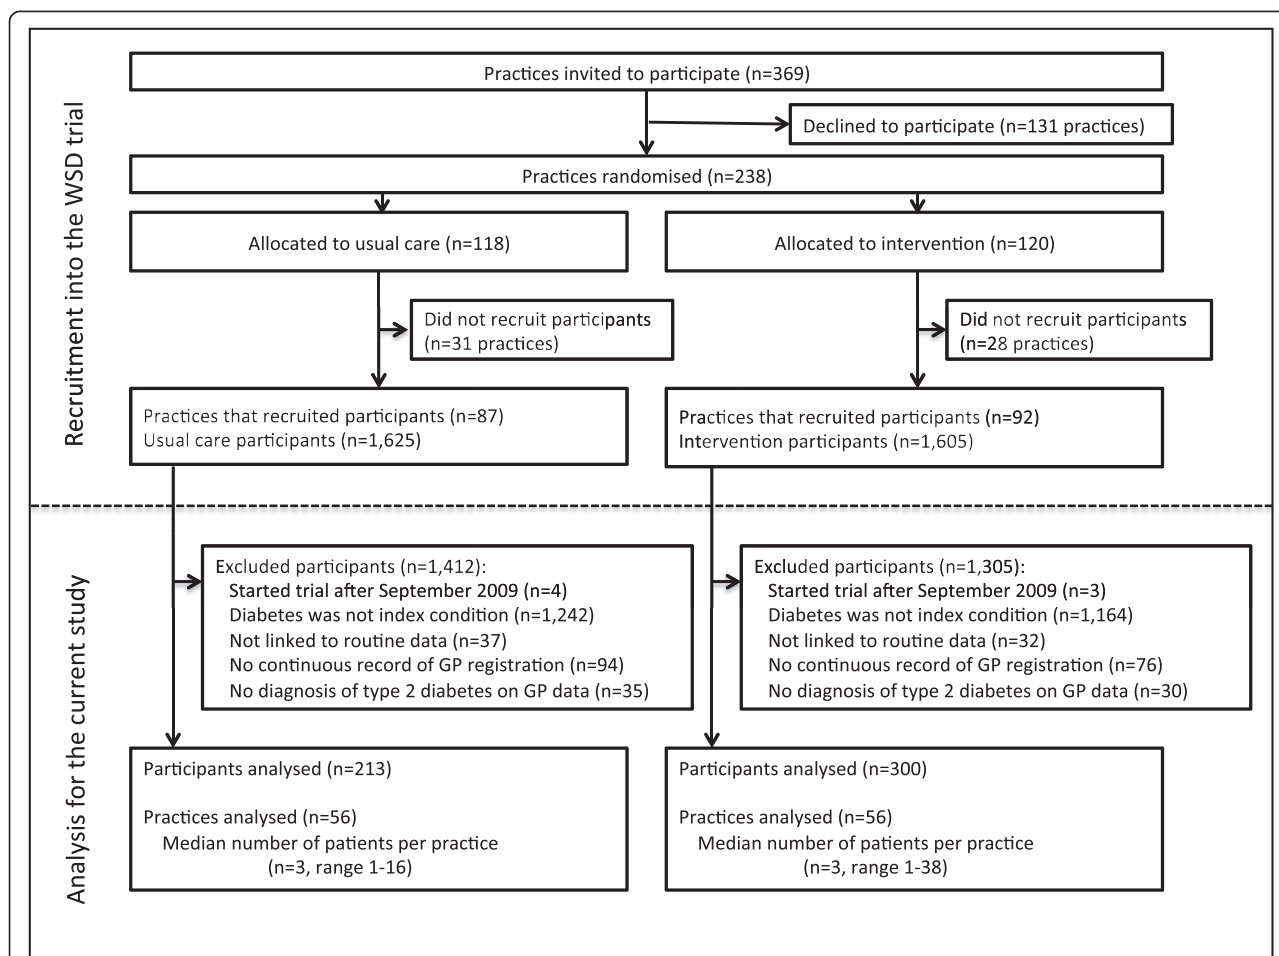 Recruitment into the WSD trial
Practices invited to participate (n=369)
Declined to participate (n=131 practices)
Practices randomised (n=238)
Allocated to usual care (n=118)
Allocated to intervention (n=120)
Did not recruit participants
(n=31 practices)
Did not recruit participants
(n=28 practices)
Practices that recruited participants (n=87)
Usual care participants (n=1,625)
Practices that recruited participants (n=92)
Intervention participants (n=1,605)
Analysis for the current study
Excluded participants (n=1,412):
Started trial after September 2009 (n=4)
Diabetes was not index condition (n=1,242)
Not linked to routine data (n=37)
No continuous record of GP registration (n=94)
No diagnosis of type 2 diabetes on GP data (n=35)
Excluded participants (n=1,305):
Started trial after September 2009 (n=3)
Diabetes was not index condition (n=1,164)
Not linked to routine data (n=32)
No continuous record of GP registration (n=76)
No diagnosis of type 2 diabetes on GP data (n=30)
Participants analysed (n=213)
Practices analysed (n=56)
Median number of patients per practice
(n=3, range 1-16)
Participants analysed (n=300)
Practices analysed (n=56)
Median number of patients per practice
(n=3, range 1-38)